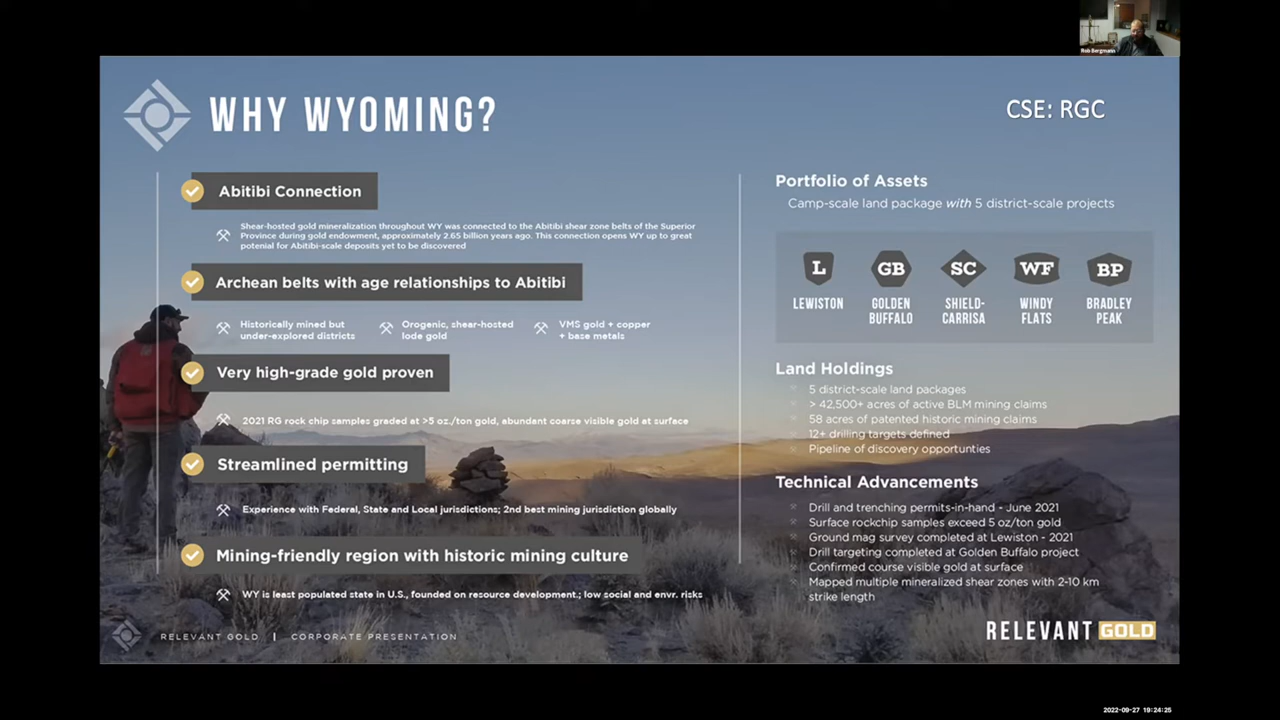 Rob Bergmann
WHY WYOMING?
CSE: RGC
Abitibi Connection
Shear-hosted gold mineralization throughout WY was connected to the Abitibi shear zone belts of the Superior
Province during gold endowment, approximately 2.65 billion years ago. This connection opens WY up to great
potenial for Abitibi-scale deposits yet to be discovered
Archean belts with age relationships to Abitibi
Historically mined but
under-explored districts
Orogenic, shear-hosted
lode gold
VMS gold + copper
+ base metals
Very high-grade gold proven
2021 RG rock chip samples graded at >5 oz./ton gold, abundant coarse visible gold at surface
Streamlined permitting
Experience with Federal, State and Local jurisdictions; 2nd best mining jurisdiction globally
Mining-friendly region with historic mining culture
WY is least populated state in U.S., founded on resource development.; low social and envr. risks
Portfolio of Assets
Camp-scale land package with 5 district-scale projects
L
GB
SC
WF
BP
LEWISTON
GOLDEN
BUFFALO
SHIELD-
CARRISA
WINDY
FLATS
BRADLEY
PEAK
Land Holdings
5 district-scale land packages
> 42,500+ acres of active BLM mining claims
58 acres of patented historic mining claims
12+ drilling targets defined
Pipeline of discovery opportunties
Technical Advancements
Drill and trenching permits-in-hand - June 2021
Surface rockchip samples exceed 5 oz/ton gold
Ground mag survey completed at Lewiston - 2021
Drill targeting completed at Golden Buffalo project
Confirmed course visible gold at surface
Mapped multiple mineralized shear zones with 2-10 km
strike length
RELEVANT GOLD | CORPORATE PRESENTATION
RELEVANT GOLD
2022-09-27 19:24:25